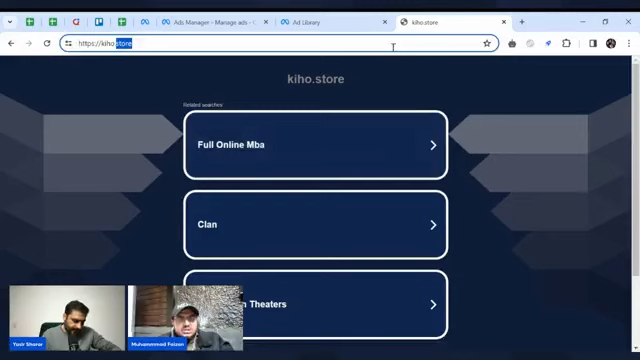 Ads Manager - Manage ads - C
Ad Library
kiho.store
https://kiho.store
kiho.store
Related searches:
Full Online Mba
Clan
Theaters
Yasir Sharar
Muhammmad Faizan